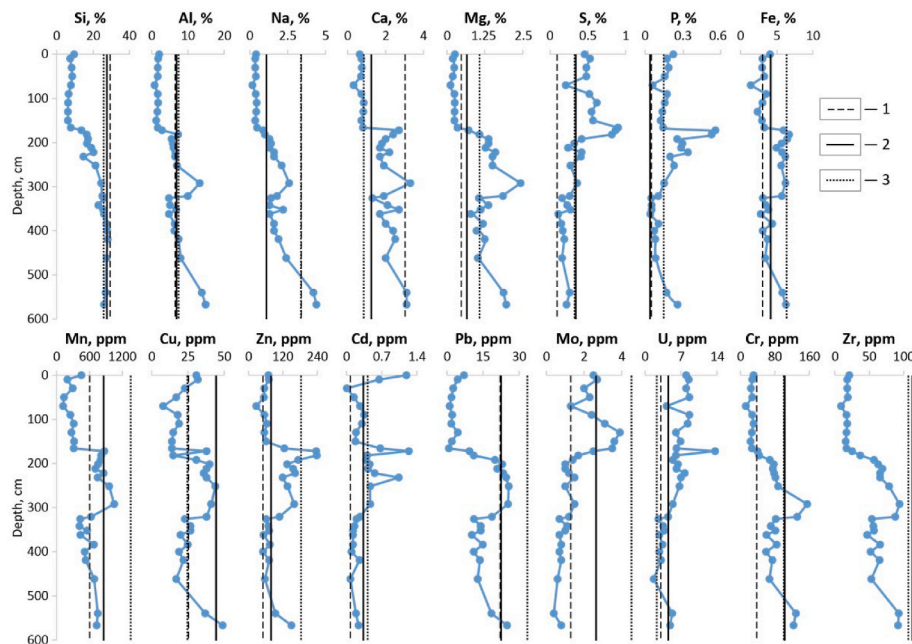 Si, % Al, % Na, % Ca, % Mg, % S, % P, % Fe, %
0 20 40 0 10 20 0 2.5 5 0 2 4 0 1.25 2.5 0 0.5 1 0 0.3 0.6 0 5 10
0
100
200
300
400
500
600
Depth, cm
— 1
— 2
— 3
Mn, ppm Cu, ppm Zn, ppm Cd, ppm Pb, ppm Mo, ppm U, ppm Cr, ppm Zr, ppm
0 600 1200 0 25 50 0 120 240 0 0.7 1.4 0 15 30 0 2 4 0 7 14 0 80 160 0 50 100
0
100
200
300
400
500
600
Depth, cm